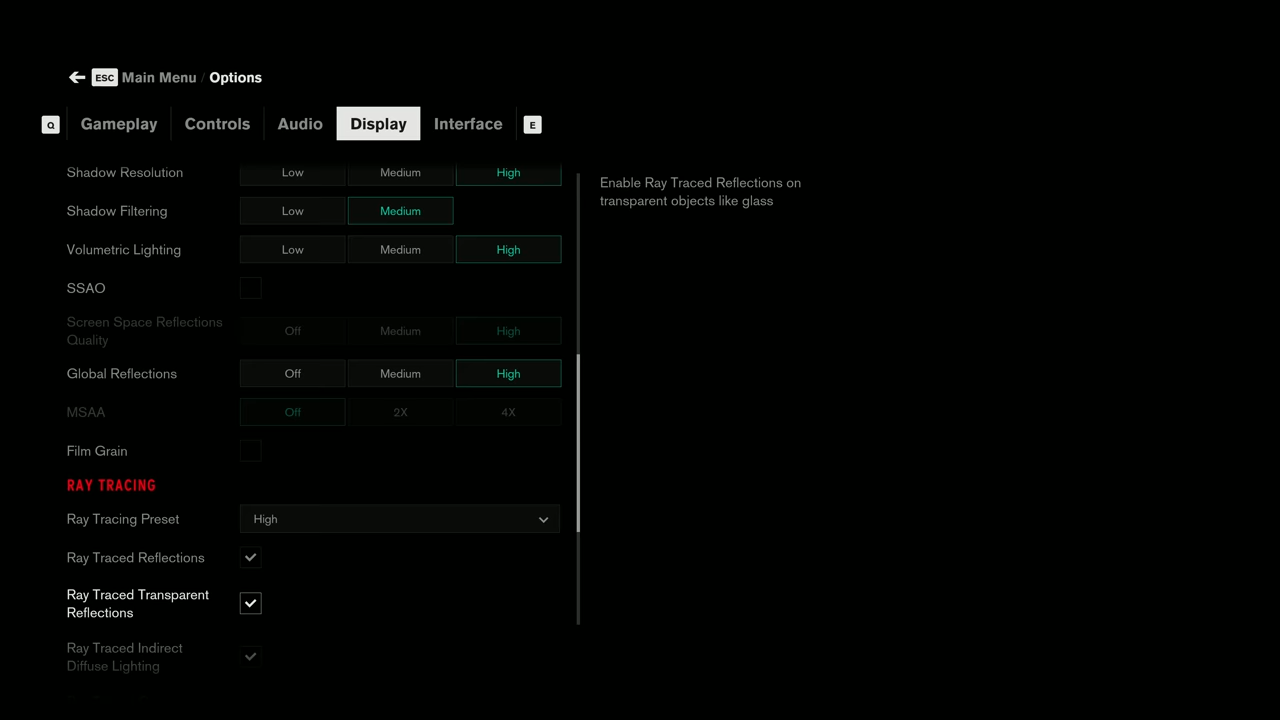 ESC Main Menu / Options
Q Gameplay Controls Audio Display Interface E
Shadow Resolution Low Medium High
Enable Ray Traced Reflections on
transparent objects like glass
Shadow Filtering Low Medium
Volumetric Lighting Low Medium High
SSAO
Screen Space Reflections
Quality Off Medium High
Global Reflections Off Medium High
MSAA Off 2X 4X
Film Grain
RAY TRACING
Ray Tracing Preset High
Ray Traced Reflections
Ray Traced Transparent
Reflections
Ray Traced Indirect
Diffuse Lighting